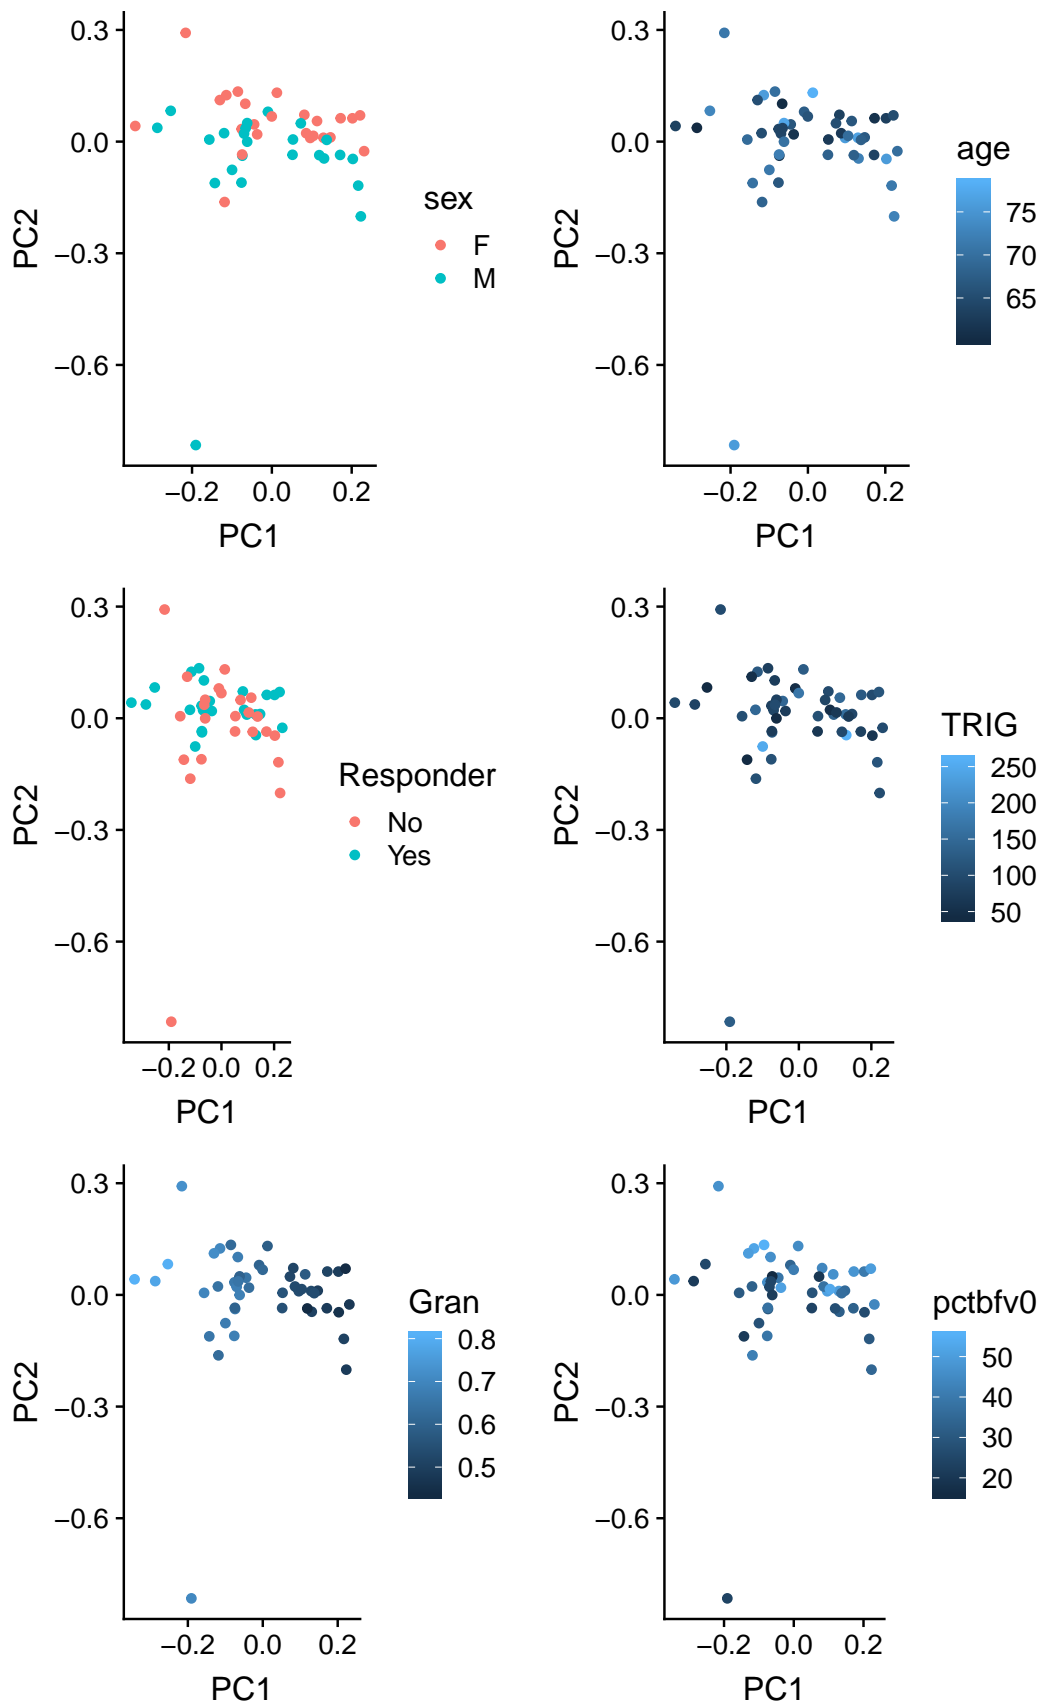 0.3
0.0
−0.3
−0.6
PC2
−0.2 0.0 0.2
PC1
sex
F
M
0.3
0.0
−0.3
−0.6
PC2
−0.2 0.0 0.2
PC1
age
75
70
65
0.3
0.0
−0.3
−0.6
PC2
−0.2 0.0 0.2
PC1
Responder
No
Yes
0.3
0.0
−0.3
−0.6
PC2
−0.2 0.0 0.2
PC1
TRIG
250
200
150
100
50
0.3
0.0
−0.3
−0.6
PC2
−0.2 0.0 0.2
PC1
Gran
0.8
0.7
0.6
0.5
0.3
0.0
−0.3
−0.6
PC2
−0.2 0.0 0.2
PC1
pctbfv0
50
40
30
20